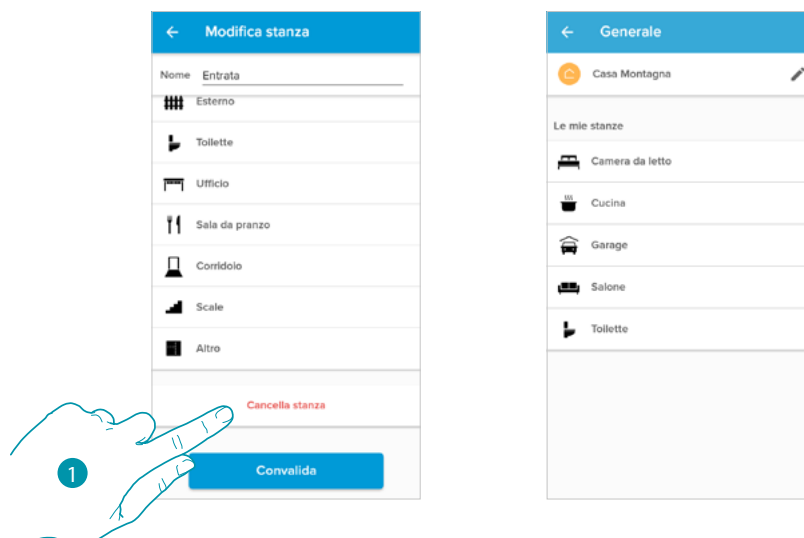 Modifica stanza
Nome Entrata
Esterno
Toilette
Ufficio
Sala da pranzo
Corridoio
Scale
Altro
Cancella stanza
1
Convalida
Generale
Casa Montagna
Le mie stanze
Camera da letto
Cucina
Garage
Salone
Toilette